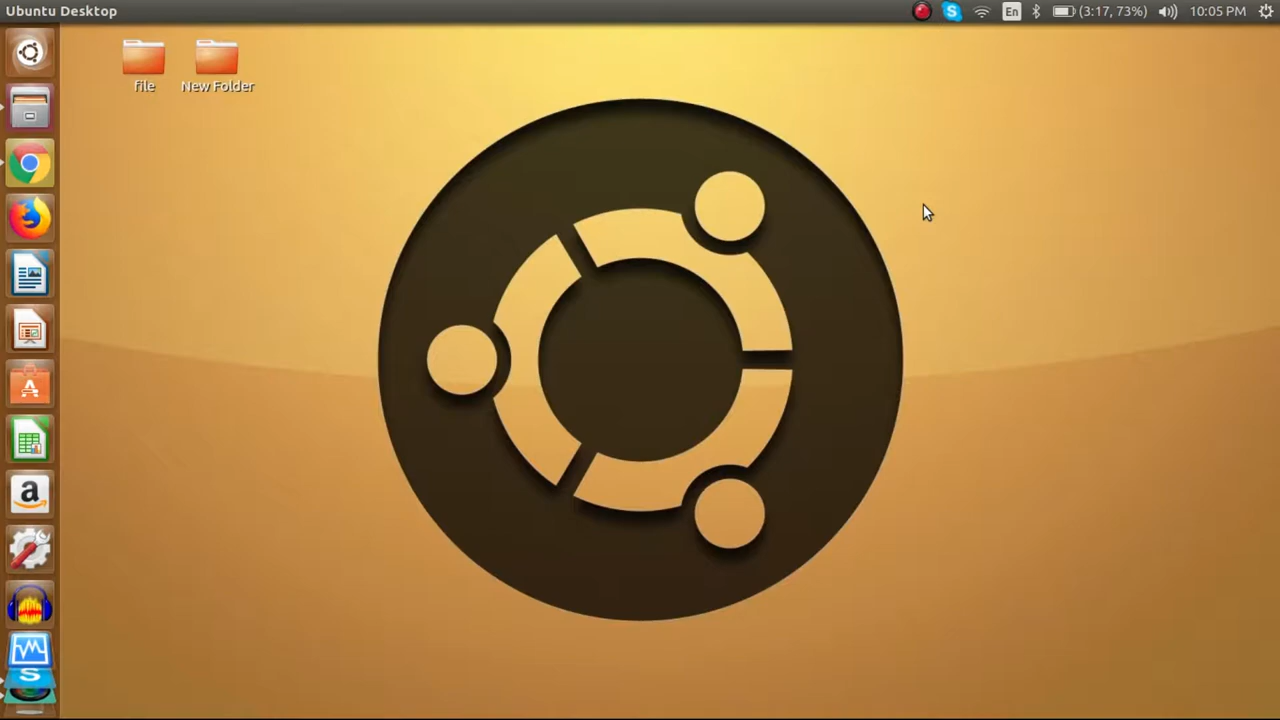 Ubuntu Desktop
En
(3:17, 73%)
10:05 PM
file
New Folder